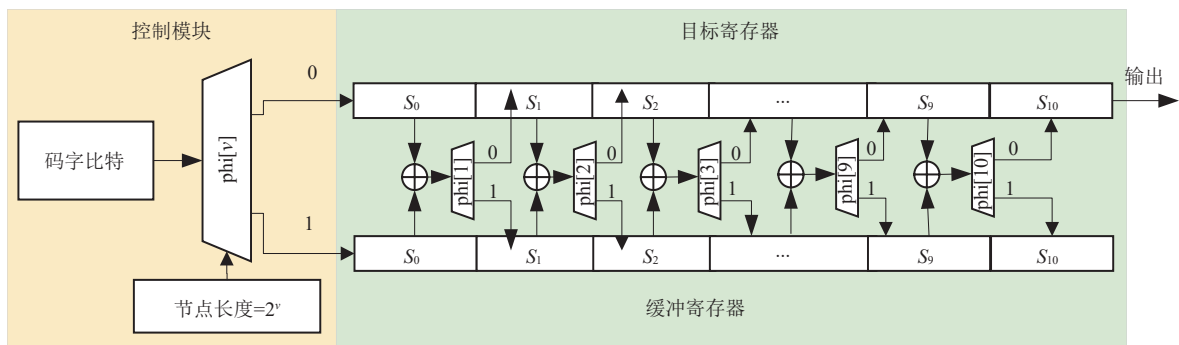 控制模块
目标寄存器
码字比特
phi[v]
0
1
节点长度=2ᵛ
S₀ S₁ S₂ ... S₉ S₁₀
输出
phi[1] 0 1
phi[2] 0 1
phi[3] 0 1
phi[9] 0 1
phi[10] 0 1
S₀ S₁ S₂ ... S₉ S₁₀
缓冲寄存器